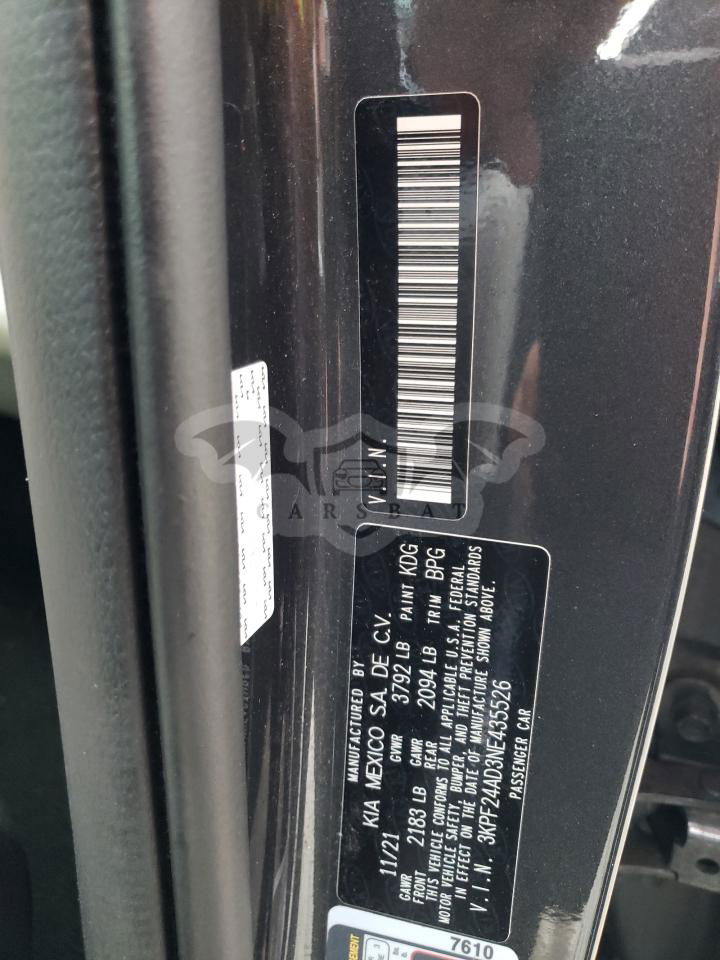 V.I.N.
CARSBAT
MANUFACTURED BY
KIA MEXICO S.A. DE C.V.
11/21 GVWR 3792 LB PAINT KDG
GAWR FRONT 2183 LB GAWR REAR 2094 LB TRIM BPG
THIS VEHICLE CONFORMS TO ALL APPLICABLE U.S.A. FEDERAL
MOTOR VEHICLE SAFETY, BUMPER, AND THEFT PREVENTION STANDARDS
IN EFFECT ON THE DATE OF MANUFACTURE SHOWN ABOVE.
V.I.N. 3KPF24AD3NE435526
PASSENGER CAR
7610